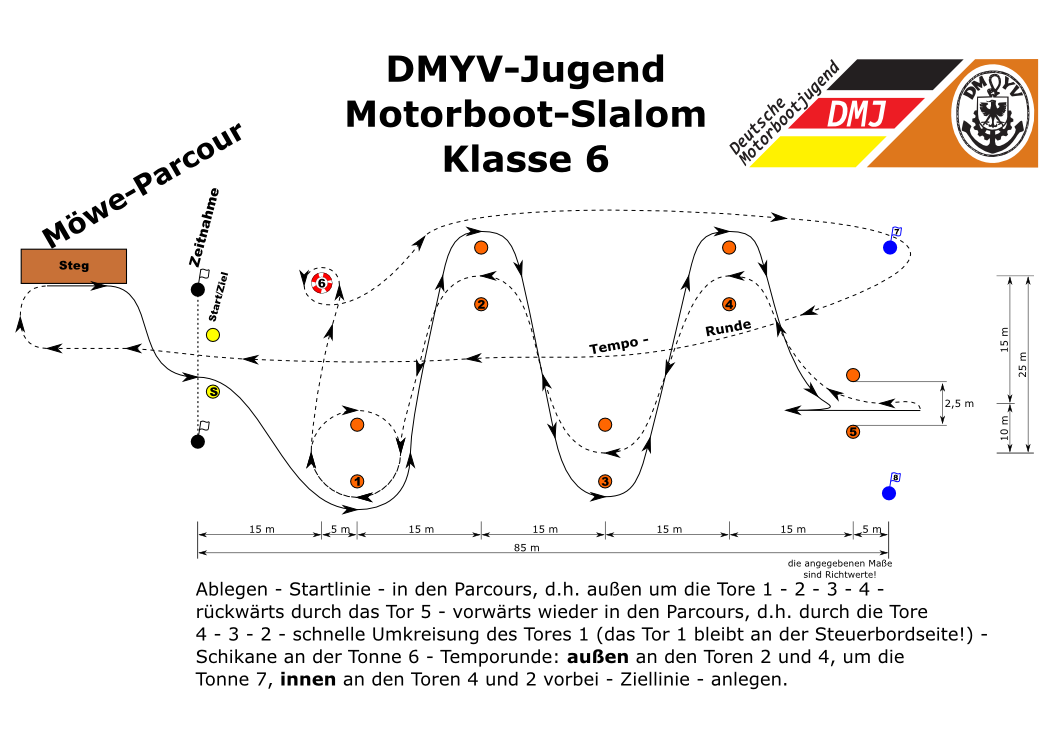 DMYV-Jugend
Motorboot-Slalom
Klasse 6
Deutsche
Motorbootjugend
DMJ
DM YV
Möwe-Parcour
Steg
Zeitnahme
Start/Ziel
S
6
2
4
7
Tempo - Runde
1
3
5
8
15 m
25 m
10 m
2,5 m
15 m
5 m
15 m
15 m
15 m
15 m
5 m
85 m
die angegebenen Maße
sind Richtwerte!
Ablegen - Startlinie - in den Parcours, d.h. außen um die Tore 1 - 2 - 3 - 4 -
rückwärts durch das Tor 5 - vorwärts wieder in den Parcours, d.h. durch die Tore
4 - 3 - 2 - schnelle Umkreisung des Tores 1 (das Tor 1 bleibt an der Steuerbordseite!) -
Schikane an der Tonne 6 - Temporunde: außen an den Toren 2 und 4, um die
Tonne 7, innen an den Toren 4 und 2 vorbei - Ziellinie - anlegen.